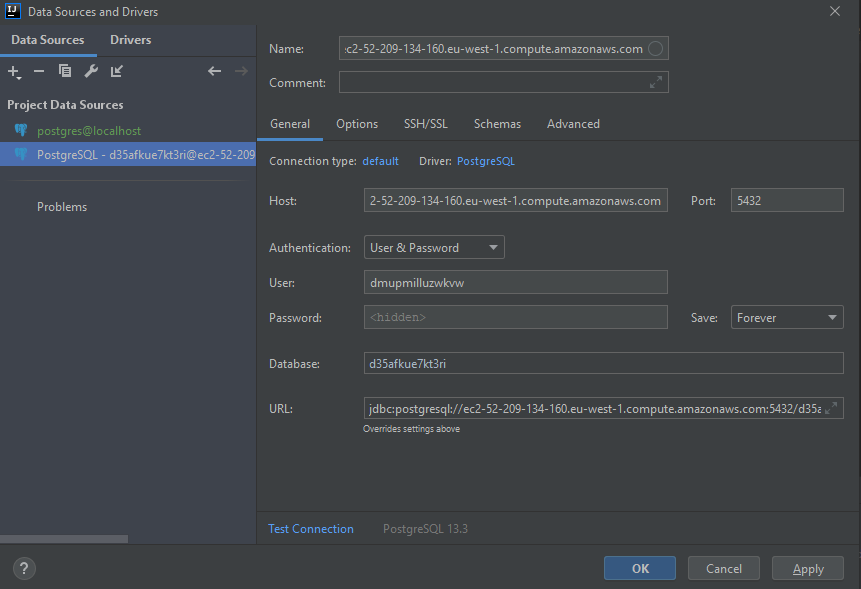 IJ Data Sources and Drivers
Data Sources Drivers
Project Data Sources
postgres@localhost
PostgreSQL - d35afkue7kt3ri@ec2-52-209
Problems
Name: :c2-52-209-134-160.eu-west-1.compute.amazonaws.com
Comment:
General Options SSH/SSL Schemas Advanced
Connection type: default Driver: PostgreSQL
Host: 2-52-209-134-160.eu-west-1.compute.amazonaws.com Port: 5432
Authentication: User & Password
User: dmupmilluzwkvw
Password: <hidden> Save: Forever
Database: d35afkue7kt3ri
URL: jdbc:postgresql://ec2-52-209-134-160.eu-west-1.compute.amazonaws.com:5432/d35a
Overrides settings above
Test Connection PostgreSQL 13.3
? OK Cancel Apply